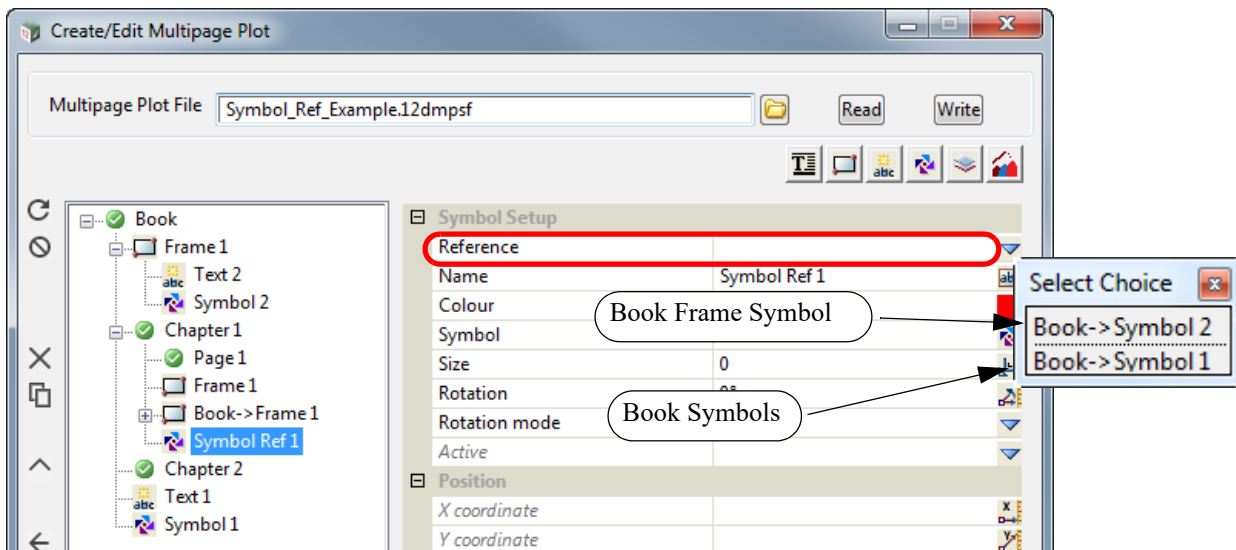 Create/Edit Multipage Plot
Multipage Plot File Symbol_Ref_Example.12dmpsf Read Write
Book
Frame 1
Text 2
Symbol 2
Chapter 1
Page 1
Frame 1
Book->Frame 1
Symbol Ref 1
Chapter 2
Text 1
Symbol 1
Symbol Setup
Reference
Name Symbol Ref 1
Colour
Symbol
Size 0
Rotation
Rotation mode
Active
Position
X coordinate
Y coordinate
Book Frame Symbol
Book Symbols
Select Choice
Book->Symbol 2
Book->Symbol 1